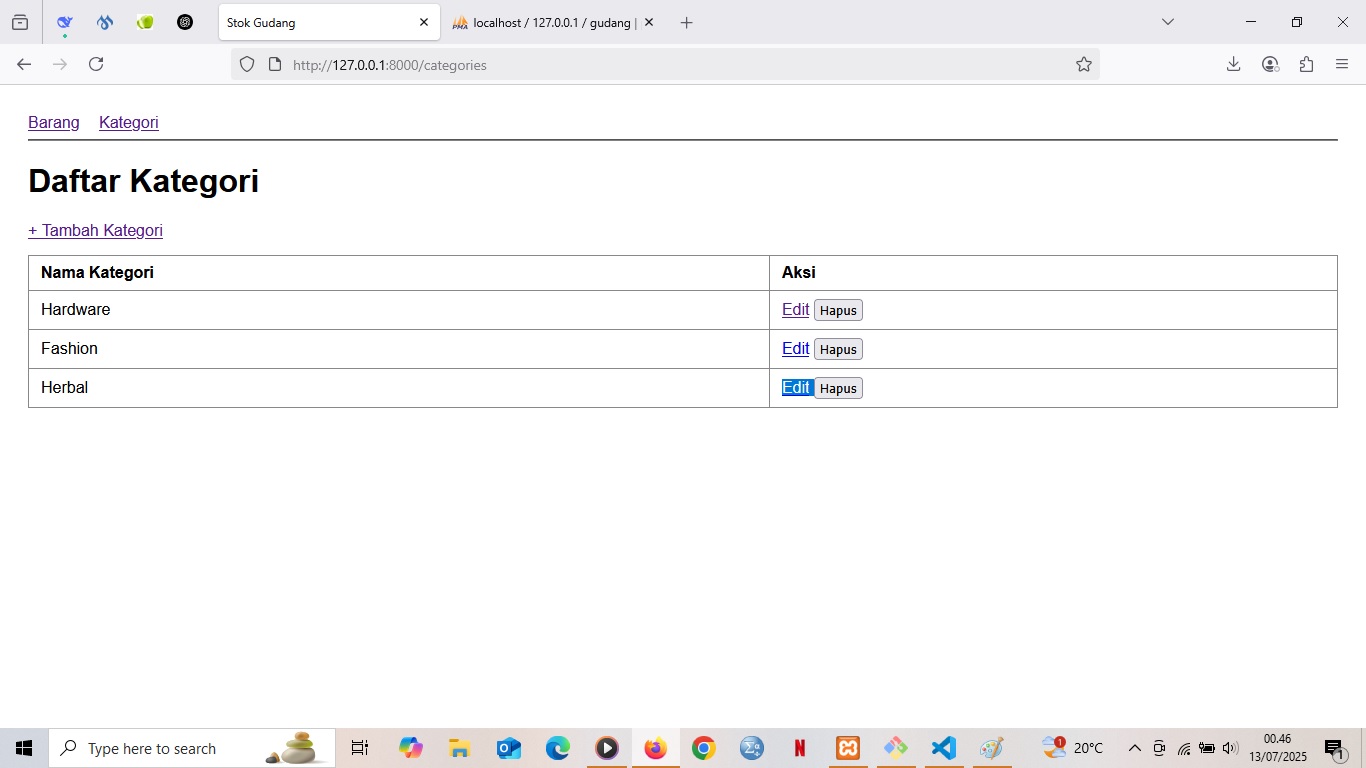 Stok Gudang
localhost / 127.0.0.1 / gudang |
http://127.0.0.1:8000/categories
Barang Kategori
Daftar Kategori
+ Tambah Kategori
Nama Kategori Aksi
Hardware Edit Hapus
Fashion Edit Hapus
Herbal Edit Hapus
Type here to search
1
20°C
00.46
13/07/2025
1